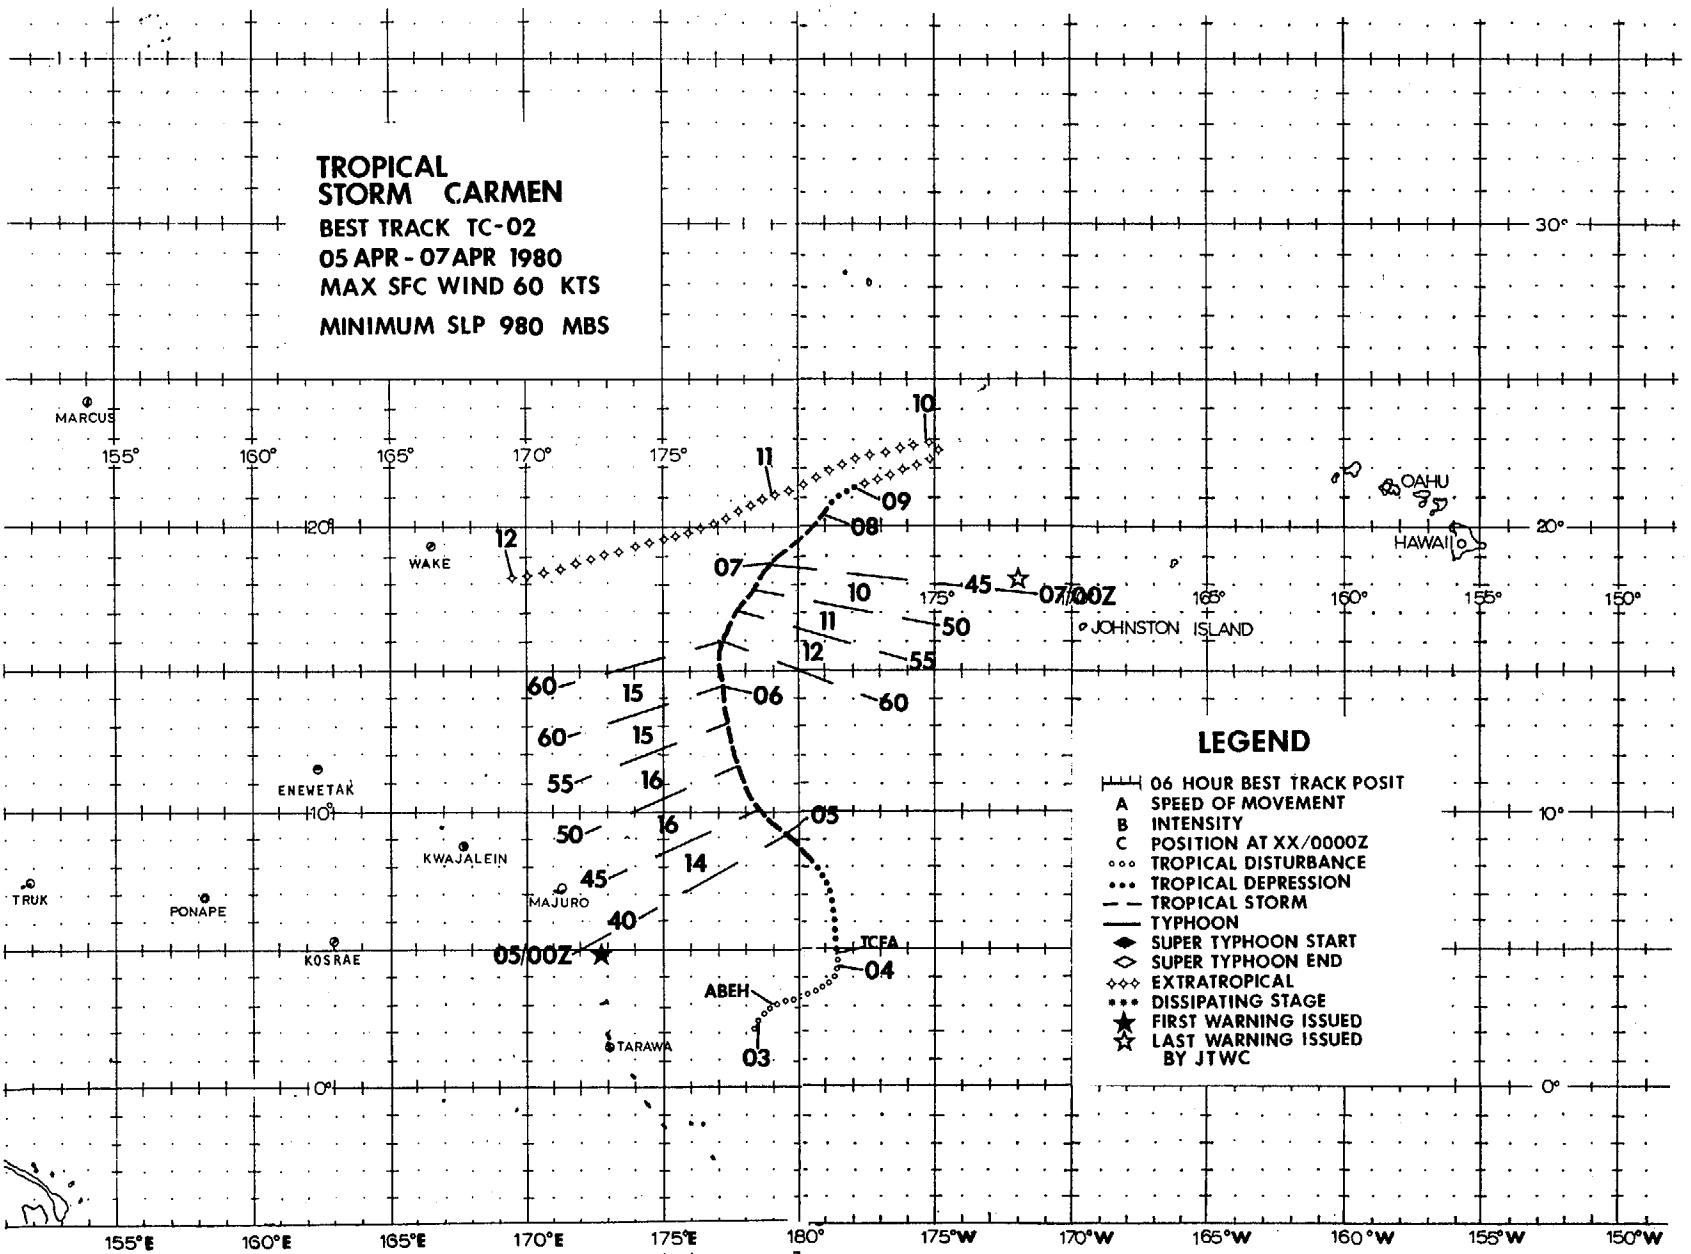 TROPICAL
STORM CARMEN
BEST TRACK TC-02
05 APR - 07 APR 1980
MAX SFC WIND 60 KTS
MINIMUM SLP 980 MBS
30°
MARCUS
155° 160° 165° 170° 175°
10
11
09
08
12
07
20°
WAKE
OAHU
20°
HAWAII
45
07/00Z
175° 165° 160° 155° 150°
10
50
JOHNSTON ISLAND
11
55
12
60
60
15
06
60
15
55
16
50
16
05
45
14
40
05/00Z
ENEWETAK
10°
10°
KWAJALEIN
TRUK
PONAPE
MAJURO
KOSRAE
TCFA
04
ABEH
03
TARAWA
0°
0°
LEGEND
06 HOUR BEST TRACK POSIT
A SPEED OF MOVEMENT
B INTENSITY
C POSITION AT XX/0000Z
TROPICAL DISTURBANCE
TROPICAL DEPRESSION
TROPICAL STORM
TYPHOON
SUPER TYPHOON START
SUPER TYPHOON END
EXTRATROPICAL
DISSIPATING STAGE
FIRST WARNING ISSUED
LAST WARNING ISSUED
BY JTWC
155°E 160°E 165°E 170°E 175°E 180° 175°W 170°W 165°W 160°W 155°W 150°W